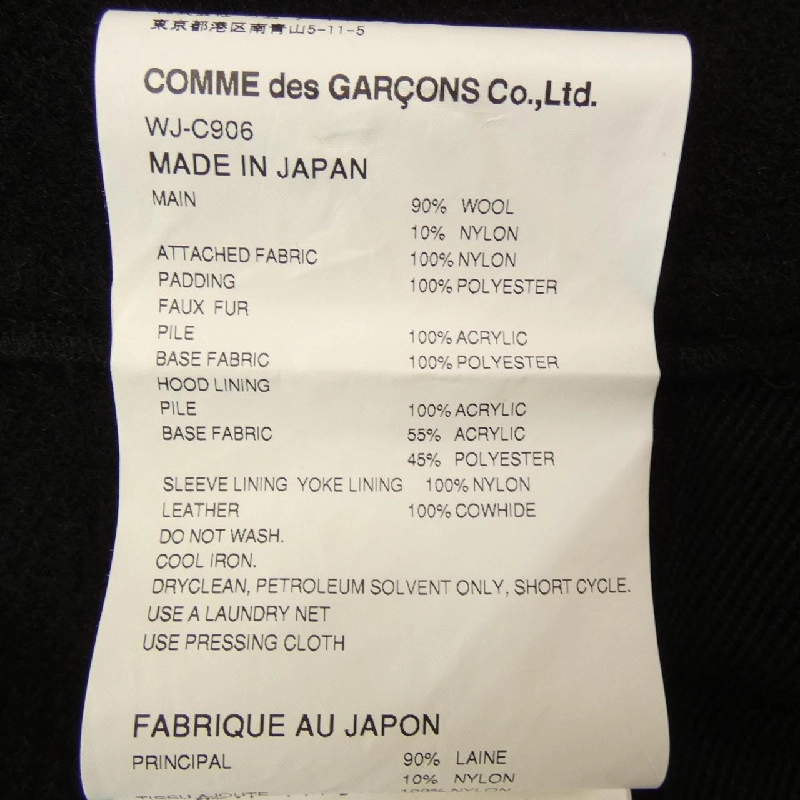 東京都港区南青山5-11-5
COMME des GARÇONS Co.,Ltd.
WJ-C906
MADE IN JAPAN
MAIN 90% WOOL
10% NYLON
ATTACHED FABRIC 100% NYLON
PADDING 100% POLYESTER
FAUX FUR
PILE 100% ACRYLIC
BASE FABRIC 100% POLYESTER
HOOD LINING
PILE 100% ACRYLIC
BASE FABRIC 55% ACRYLIC
45% POLYESTER
SLEEVE LINING YOKE LINING 100% NYLON
LEATHER 100% COWHIDE
DO NOT WASH.
COOL IRON.
DRYCLEAN, PETROLEUM SOLVENT ONLY, SHORT CYCLE.
USE A LAUNDRY NET
USE PRESSING CLOTH
FABRIQUE AU JAPON
PRINCIPAL 90% LAINE
10% NYLON